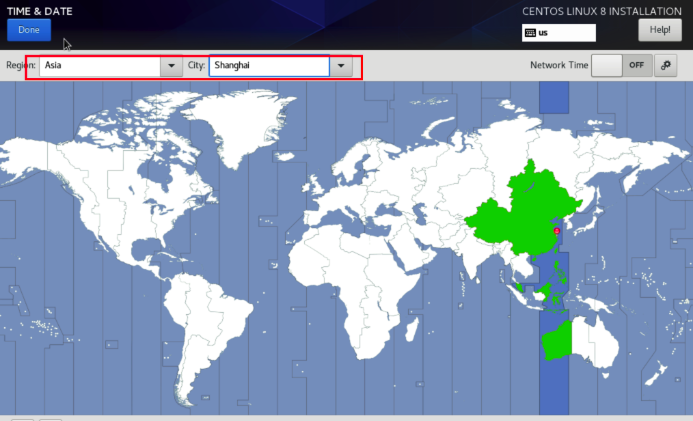 TIME & DATE
CENTOS LINUX 8 INSTALLATION
Done
us
Help!
Region: Asia City: Shanghai Network Time OFF